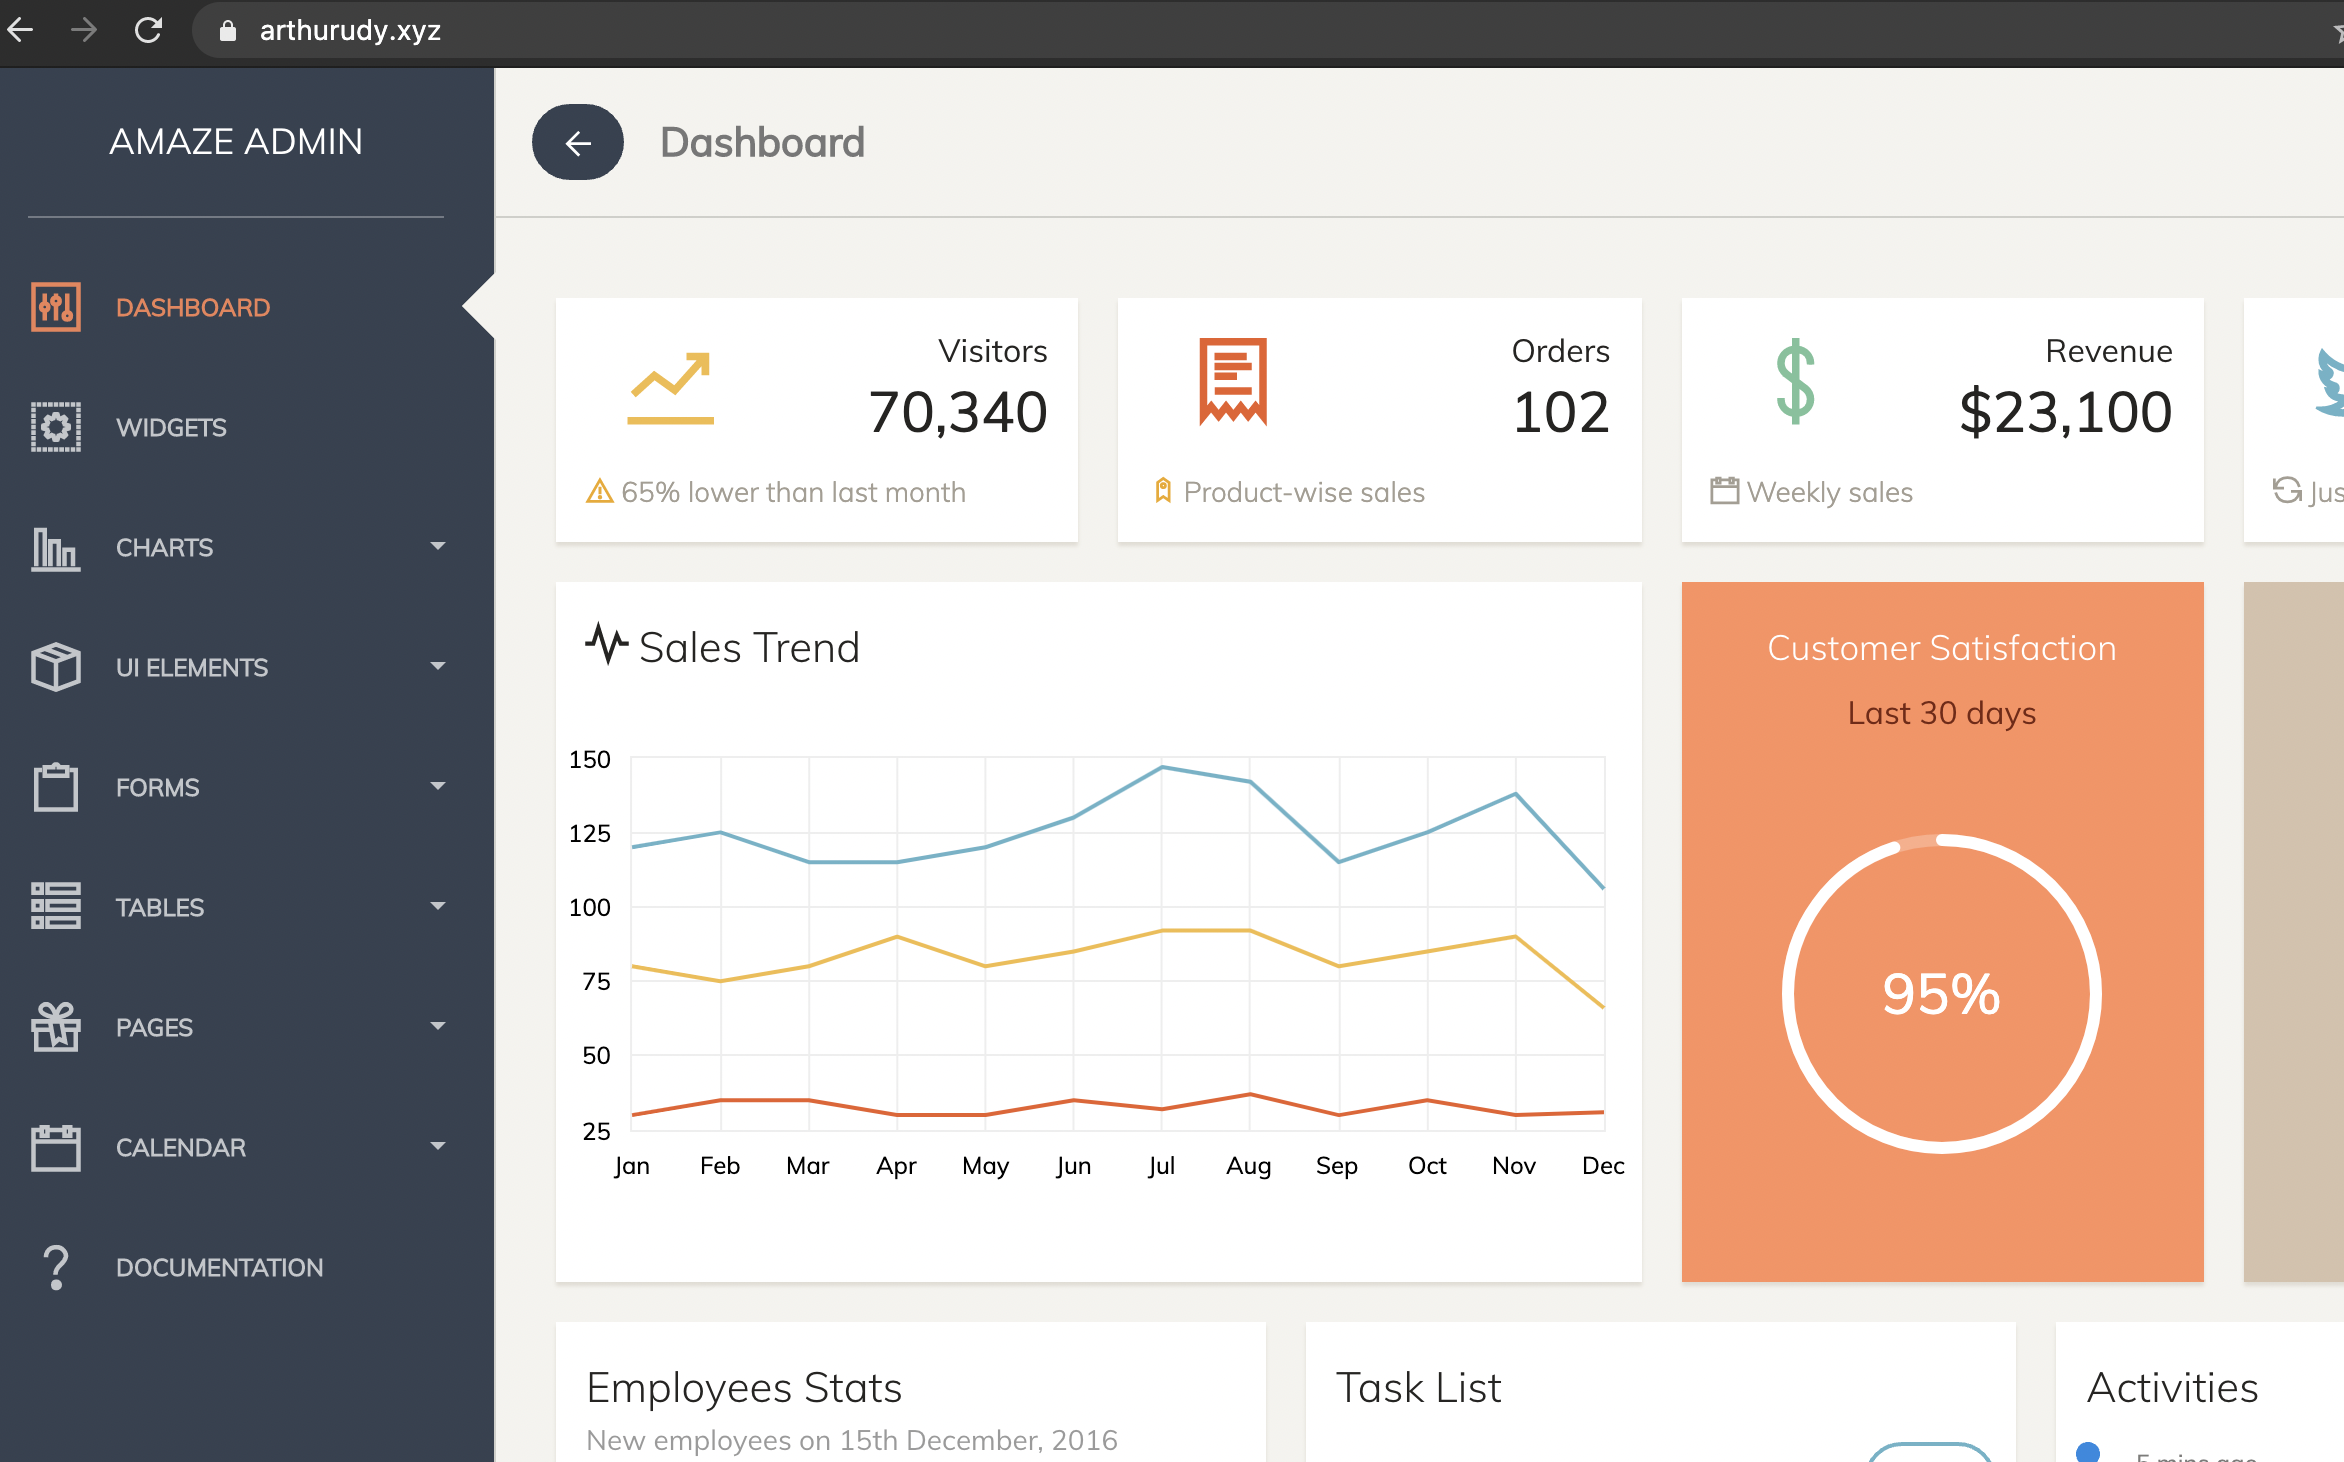 arthurudy.xyz
AMAZE ADMIN
Dashboard
DASHBOARD
WIDGETS
CHARTS
UI ELEMENTS
FORMS
TABLES
PAGES
CALENDAR
DOCUMENTATION
Visitors
70,340
65% lower than last month
Orders
102
Product-wise sales
Revenue
$23,100
Weekly sales
Sales Trend
150
125
100
75
50
25
Jan Feb Mar Apr May Jun Jul Aug Sep Oct Nov Dec
Customer Satisfaction
Last 30 days
95%
Employees Stats
New employees on 15th December, 2016
Task List
Activities
5 mins ago